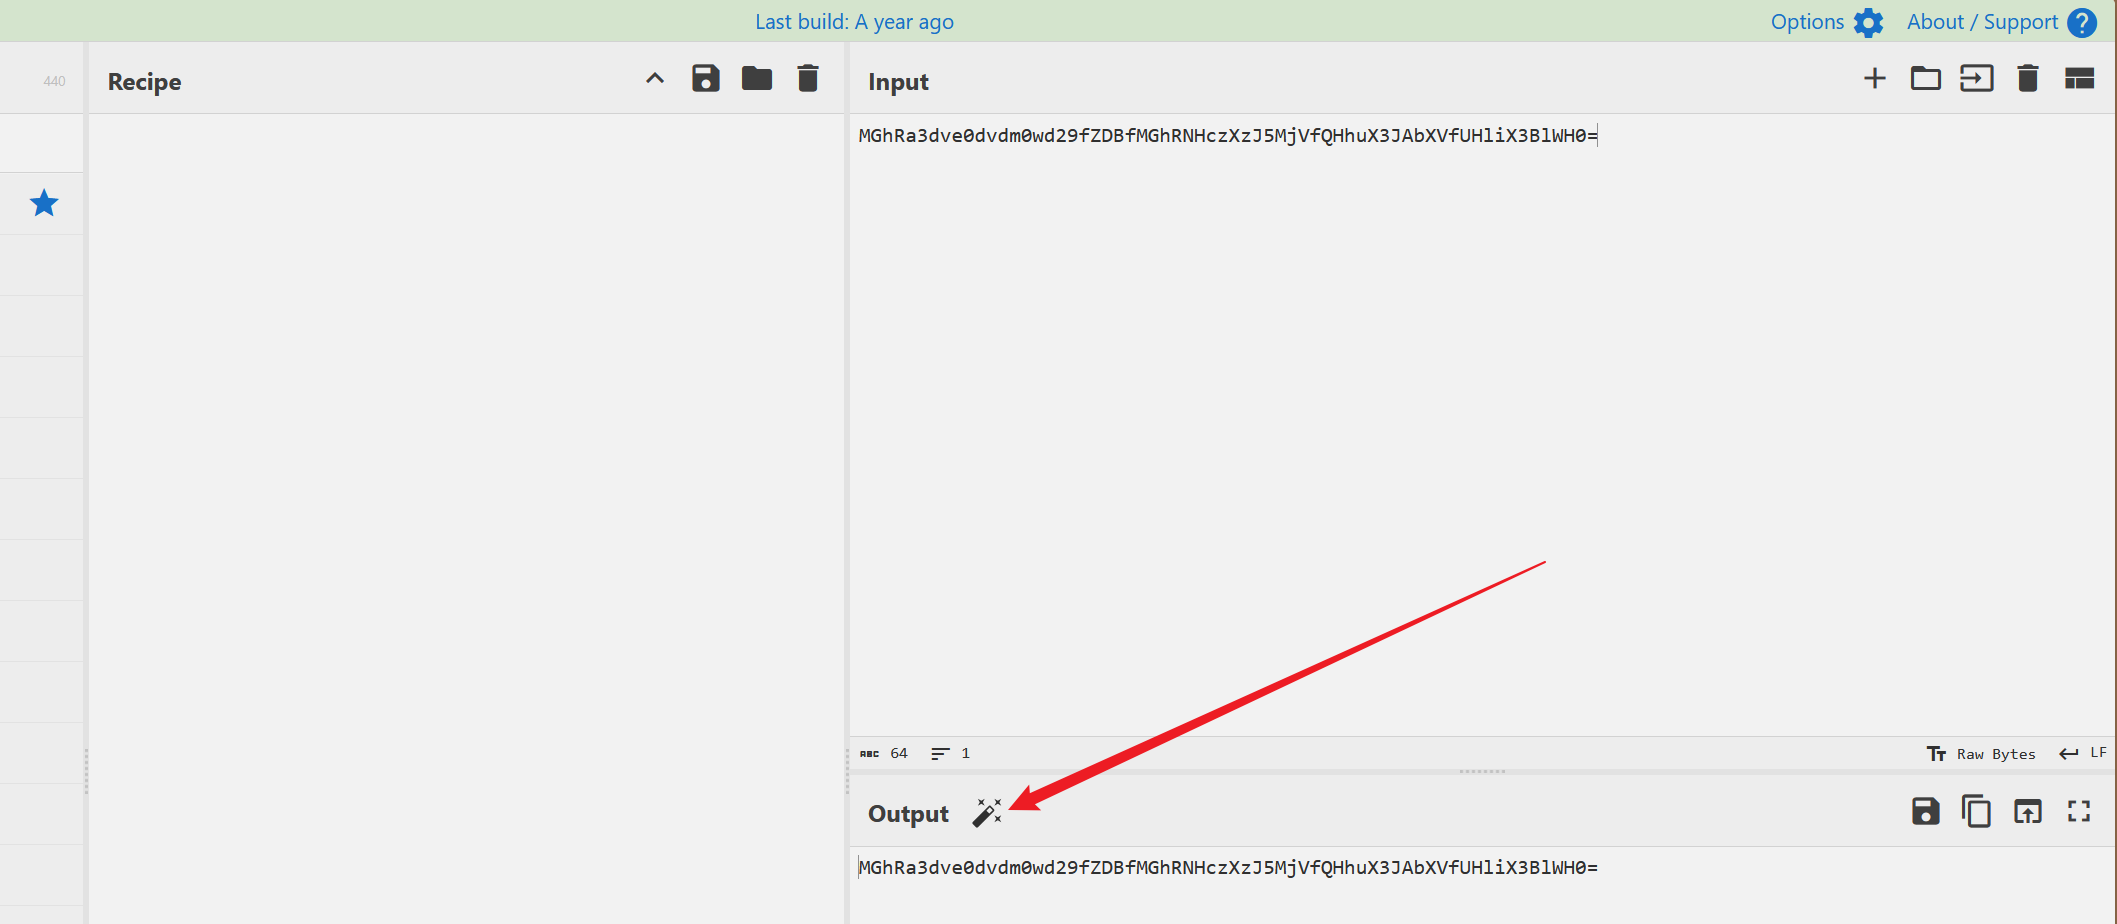 Last build: A year ago
Options
About / Support
440
Recipe
Input
MGhRa3dve0dvdm0wd29fZDBfMGhRNHczXzJ5MjVfQHhuX3JAbXVfUHliX3BlWH0=
ABC 64 1
Tт Raw Bytes LF
Output
MGhRa3dve0dvdm0wd29fZDBfMGhRNHczXzJ5MjVfQHhuX3JAbXVfUHliX3BlWH0=